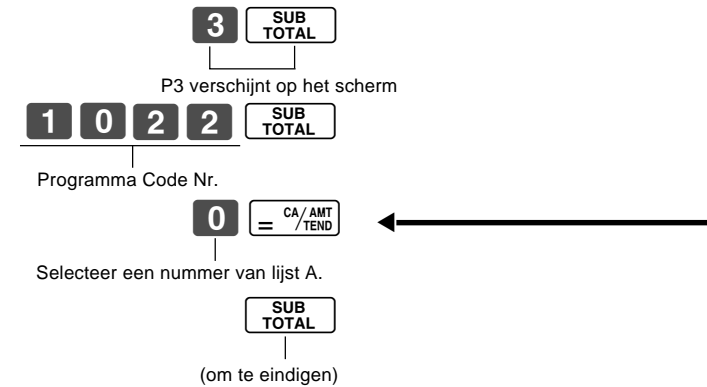 3 SUB TOTAL
P3 verschijnt op het scherm
1 0 2 2 SUB TOTAL
Programma Code Nr.
0 = CA/AMT/TEND
Selecteer een nummer van lijst A.
SUB TOTAL
(om te eindigen)